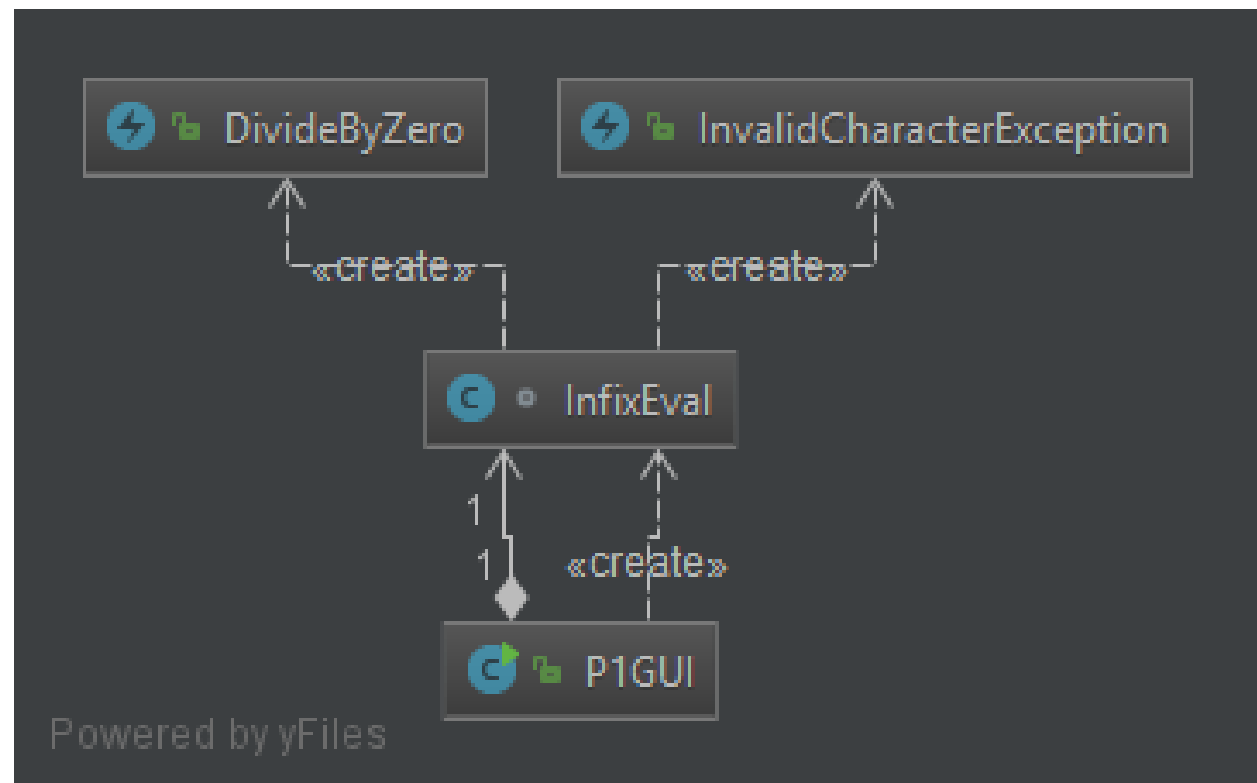 DivideByZero
InvalidCharacterException
«create»
«create»
InfixEval
1
1
«create»
P1GUI
Powered by yFiles